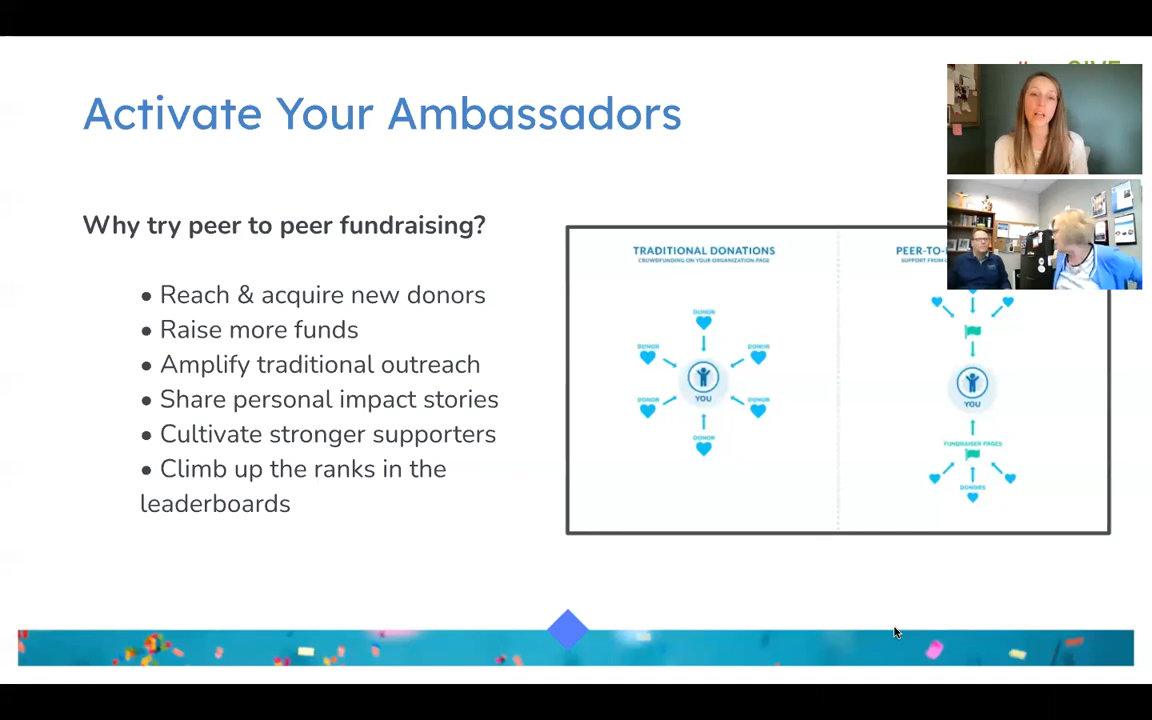 Activate Your Ambassadors
Why try peer to peer fundraising?
• Reach & acquire new donors
• Raise more funds
• Amplify traditional outreach
• Share personal impact stories
• Cultivate stronger supporters
• Climb up the ranks in the
leaderboards
TRADITIONAL DONATIONS
CROWDFUNDING ON YOUR ORGANIZATION PAGE
DONOR
DONOR
DONOR
YOU
DONOR
DONOR
DONOR
PEER-TO-
SUPPORT FROM
YOU
FUNDRAISER PAGES
DONORS